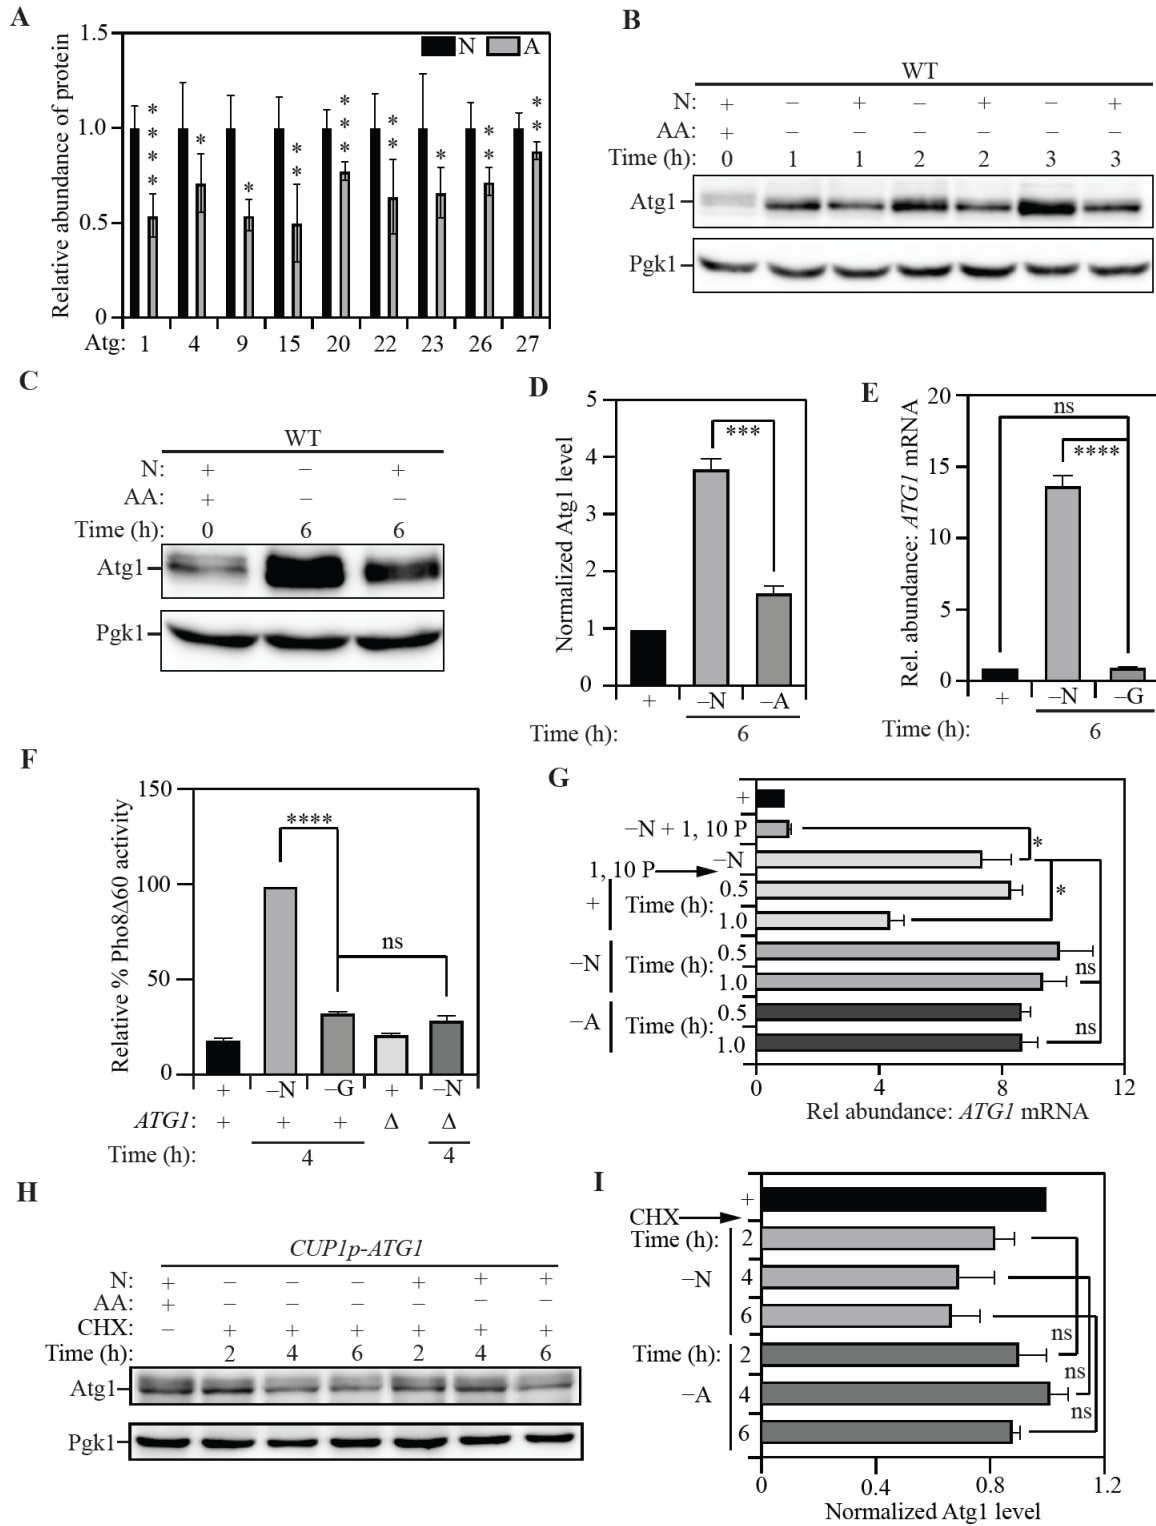 A
Relative abundance of protein
1.5
1.0
0.5
0
N A
**** * * ** *** ** * ** **
Atg: 1 4 9 15 20 22 23 26 27
B
WT
N: + − + − + − +
AA: + − − − − − −
Time (h): 0 1 1 2 2 3 3
Atg1
Pgk1
C
WT
N: + − +
AA: + − −
Time (h): 0 6 6
Atg1
Pgk1
D
Normalized Atg1 level
5
4
3
2
1
0
***
+ −N −A
Time (h): 6
E
Rel. abundance: ATG1 mRNA
20
15
10
5
0
ns
****
+ −N −G
Time (h): 6
F
Relative % Pho8Δ60 activity
150
100
50
0
****
ns
+ −N −G + −N
ATG1: + + + Δ Δ
Time (h): 4 4
G
+
−N + 1, 10 P
−N
1, 10 P
+ Time (h): 0.5
1.0
−N Time (h): 0.5
1.0
−A Time (h): 0.5
1.0
*
*
ns
ns
0 4 8 12
Rel abundance: ATG1 mRNA
H
CUP1p-ATG1
N: + − − − + + +
AA: + − − − − − −
CHX: − + + + + + +
Time (h): 0 2 4 6 2 4 6
Atg1
Pgk1
I
+
CHX
Time (h): 2
−N 4
6
Time (h): 2
−A 4
6
ns
ns
ns
0 0.4 0.8 1.2
Normalized Atg1 level